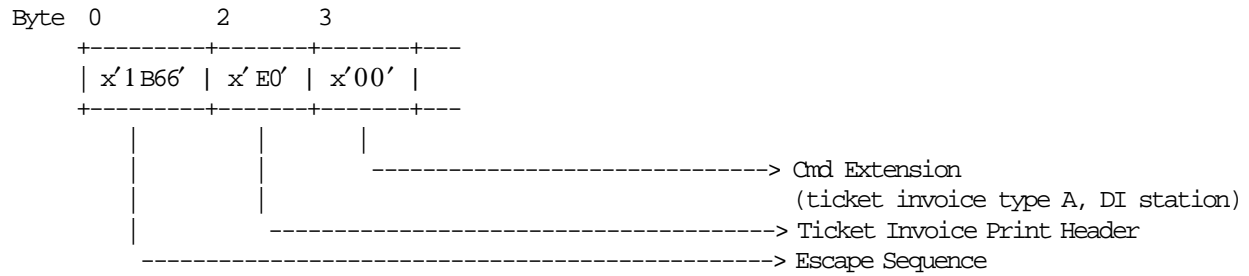 Byte 0 2 3
+---------+-------+-------+---
| x'1B66' | x'E0' | x'00' |
+---------+-------+-------+---
| | |
| | ------------------------------> Cmd Extension
| | (ticket invoice type A, DI station)
| ---------------------------------------> Ticket Invoice Print Header
-------------------------------------------------> Escape Sequence